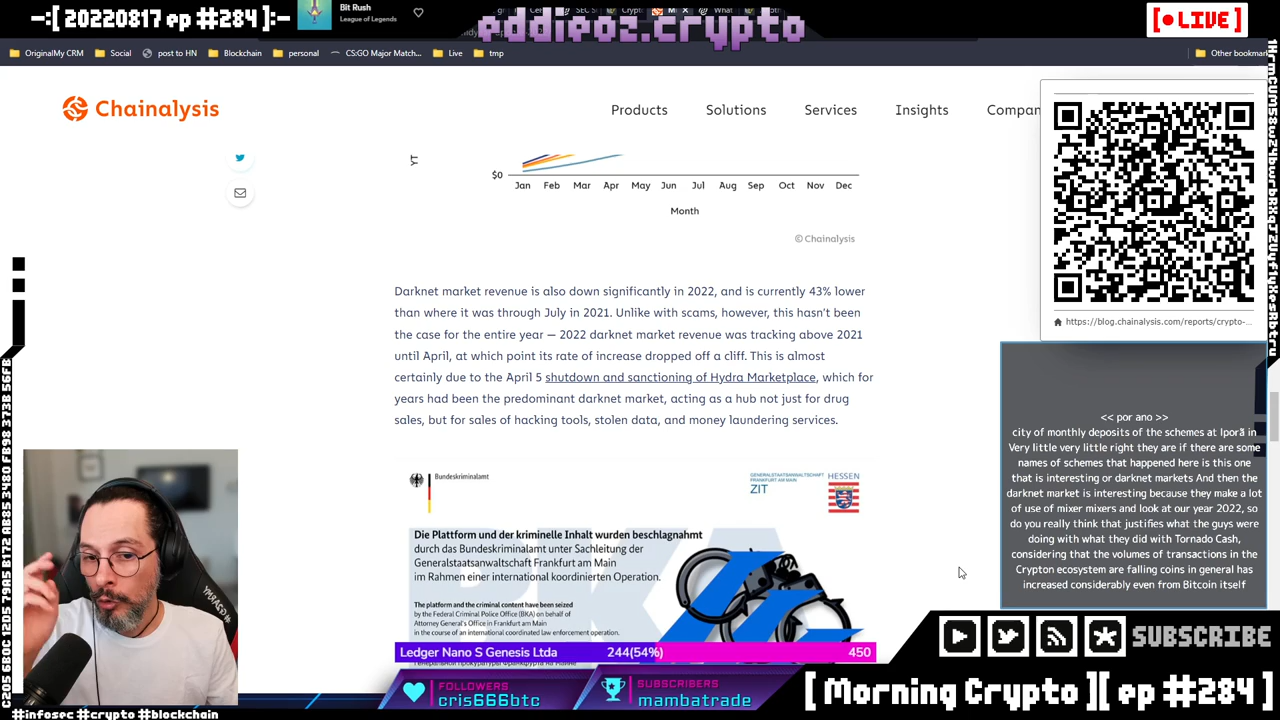 -:[ 20220817 ep #284 ]:-
Bit Rush
League of Legends
eddieoz.crypto
[ LIVE ]
OriginalMy CRM
Social
post to HN
Blockchain
personal
CS:GO Major Match...
Live
tmp
Other bookmar
Chainalysis
Products
Solutions
Services
Insights
Compan
YT
$0
Jan Feb Mar Apr May Jun Jul Aug Sep Oct Nov Dec
Month
© Chainalysis
Darknet market revenue is also down significantly in 2022, and is currently 43% lower
than where it was through July in 2021. Unlike with scams, however, this hasn't been
the case for the entire year — 2022 darknet market revenue was tracking above 2021
until April, at which point its rate of increase dropped off a cliff. This is almost
certainly due to the April 5 shutdown and sanctioning of Hydra Marketplace, which for
years had been the predominant darknet market, acting as a hub not just for drug
sales, but for sales of hacking tools, stolen data, and money laundering services.
Bundeskriminalamt
GENERALSTAATSANWALTSCHAFT
FRANKFURT AM MAIN
ZIT
HESSEN
Die Plattform und der kriminelle Inhalt wurden beschlagnahmt
durch das Bundeskriminalamt unter Sachleitung der
Generalstaatsanwaltschaft Frankfurt am Main
im Rahmen einer international koordinierten Operation.
The platform and the criminal content have been seized
by the Federal Criminal Police Office (BKA) on behalf of
Attorney General's Office in Frankfurt am Main
in the course of an international coordinated law enforcement operation.
Ledger Nano S Genesis Ltda
244(54%)
450
https://blog.chainalysis.com/reports/crypto-...
<< por ano >>
city of monthly deposits of the schemes at Iporã in
Very little very little right they are if there are some
names of schemes that happened here is this one
that is interesting or darknet markets And then the
darknet market is interesting because they make a lot
of use of mixer mixers and look at our year 2022, so
do you really think that justifies what the guys were
doing with what they did with Tornado Cash,
considering that the volumes of transactions in the
Crypton ecosystem are falling coins in general has
increased considerably even from Bitcoin itself
SUBSCRIBE
FOLLOWERS
cris666btc
SUBSCRIBERS
mambatrade
[ Morning Crypto ][ ep #284 ]
#infosec #crypto #blockchain